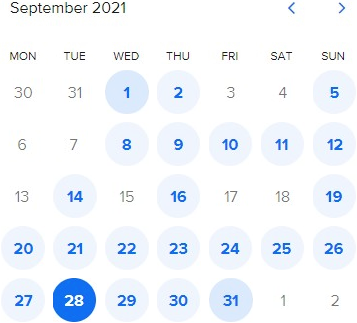 September 2021
MON TUE WED THU FRI SAT SUN
30 31 1 2 3 4 5
6 7 8 9 10 11 12
13 14 15 16 17 18 19
20 21 22 23 24 25 26
27 28 29 30 31 1 2